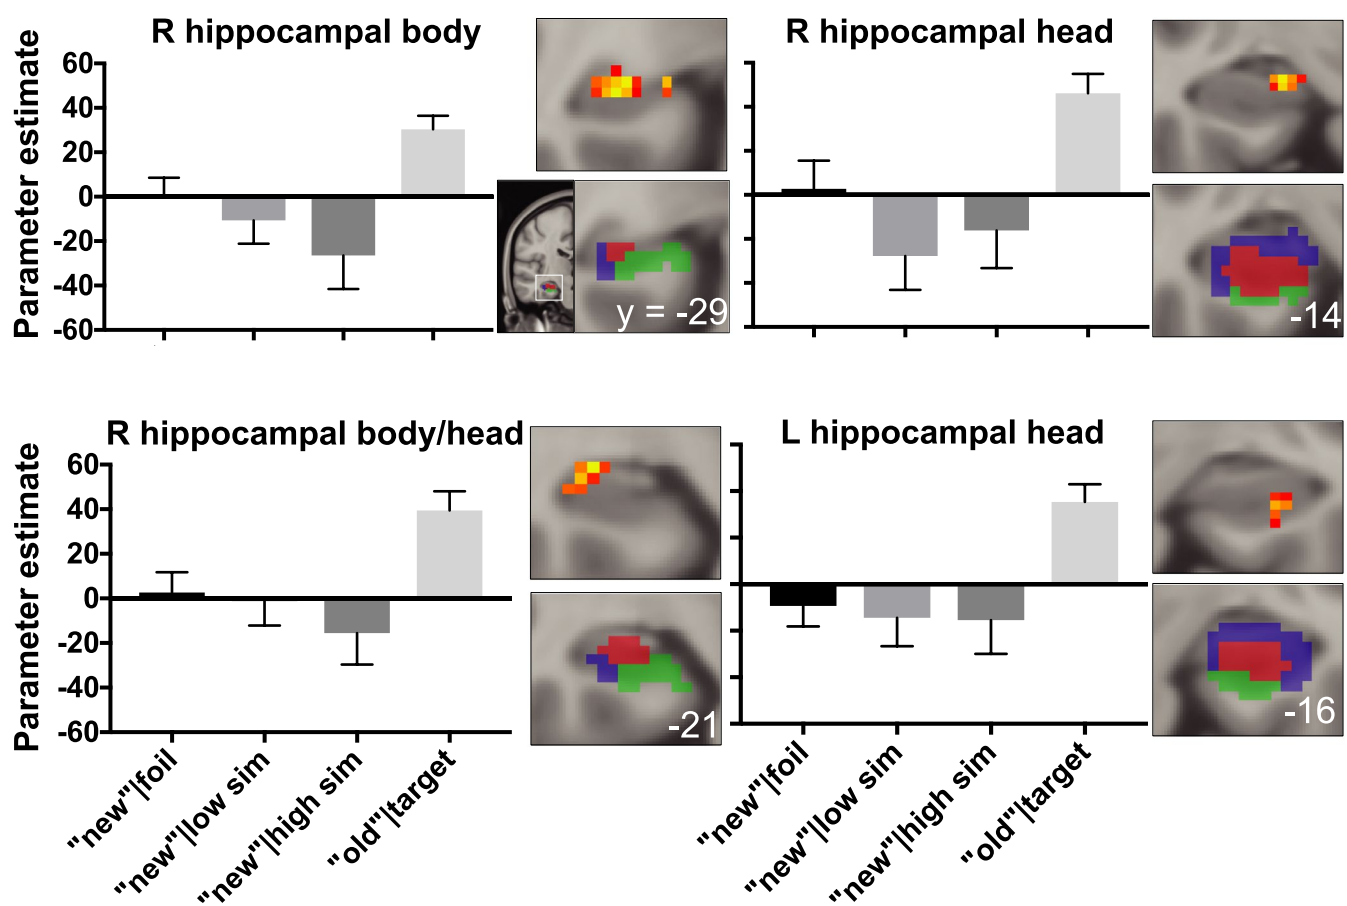 R hippocampal body
Parameter estimate
60
40
20
0
-20
-40
-60
y = -29
R hippocampal head
-14
R hippocampal body/head
Parameter estimate
60
40
20
0
-20
-40
-60
"new"|foil
"new"|low sim
"new"|high sim
"old"|target
-21
L hippocampal head
"new"|foil
"new"|low sim
"new"|high sim
"old"|target
-16